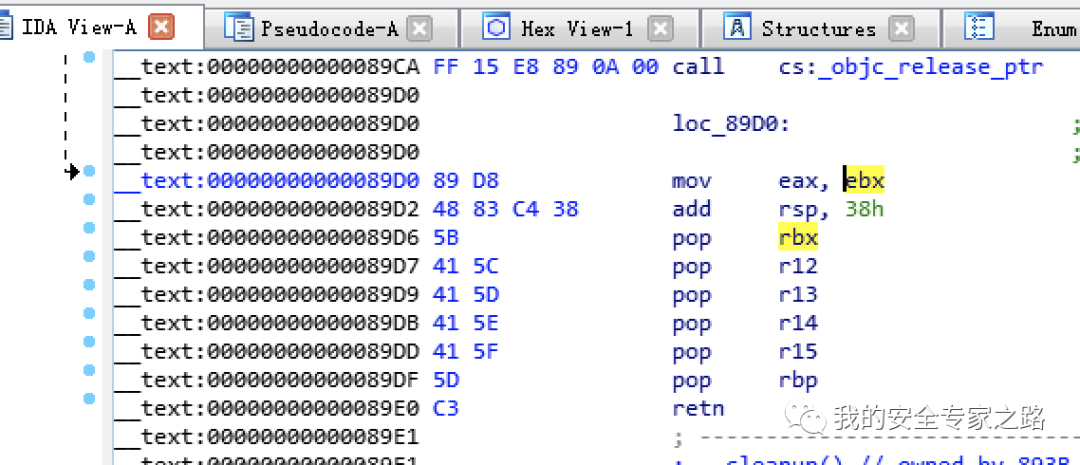 IDA View-A Pseudocode-A Hex View-1 Structures Enum
__text:00000000000089CA FF 15 E8 89 0A 00 call cs:_objc_release_ptr
__text:00000000000089D0
__text:00000000000089D0 loc_89D0: ;
__text:00000000000089D0 ;
__text:00000000000089D0 89 D8 mov eax, ebx
__text:00000000000089D2 48 83 C4 38 add rsp, 38h
__text:00000000000089D6 5B pop rbx
__text:00000000000089D7 41 5C pop r12
__text:00000000000089D9 41 5D pop r13
__text:00000000000089DB 41 5E pop r14
__text:00000000000089DD 41 5F pop r15
__text:00000000000089DF 5D pop rbp
__text:00000000000089E0 C3 retn
我的安全专家之路
__text:00000000000089E1 ; ---------------------------
__text:00000000000089E1 ; cleanup() // owned by 893B